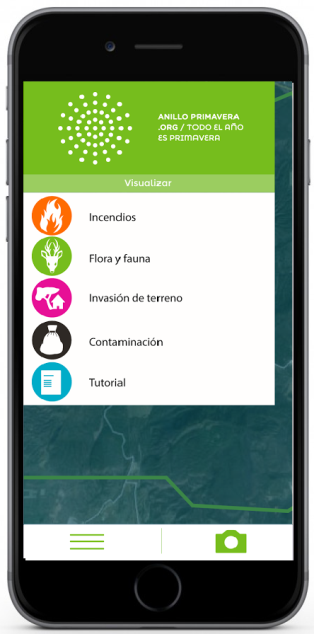 ANILLO PRIMAVERA
.ORG / TODO EL AÑO
ES PRIMAVERA
Visualizar
Incendios
Flora y fauna
Invasión de terreno
Contaminación
Tutorial